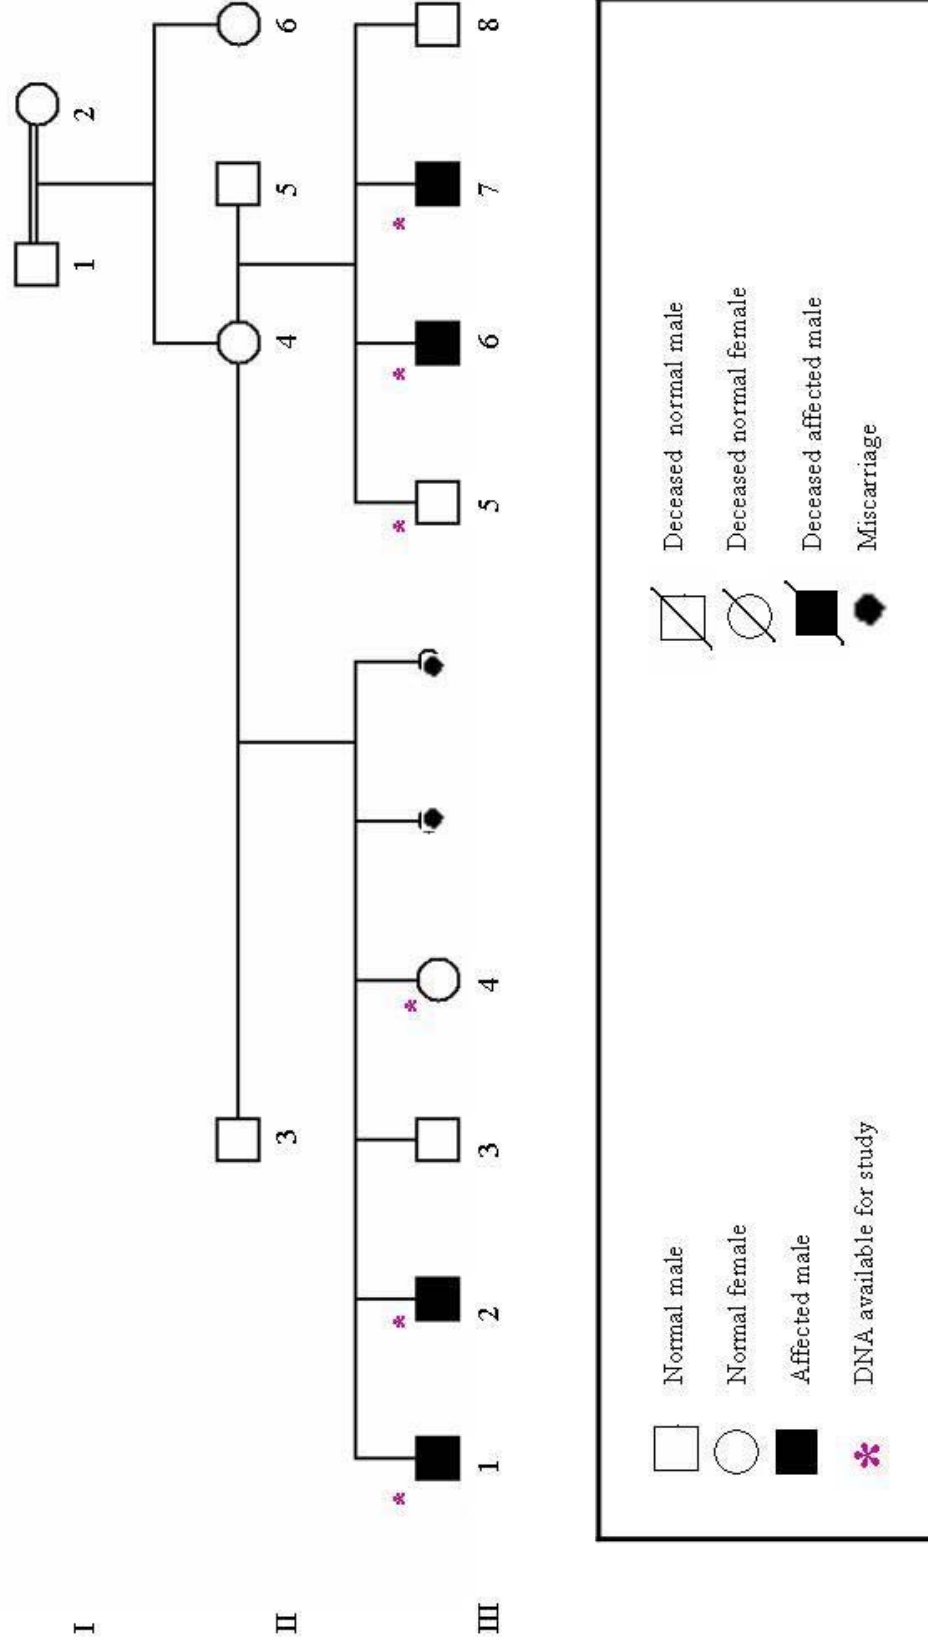 I
1 2
II
3 4 5 6
III
1 2 3 4 5 6 7 8
* * * * * *
Normal male
Normal female
Affected male
* DNA available for study
Deceased normal male
Deceased normal female
Deceased affected male
Miscarriage